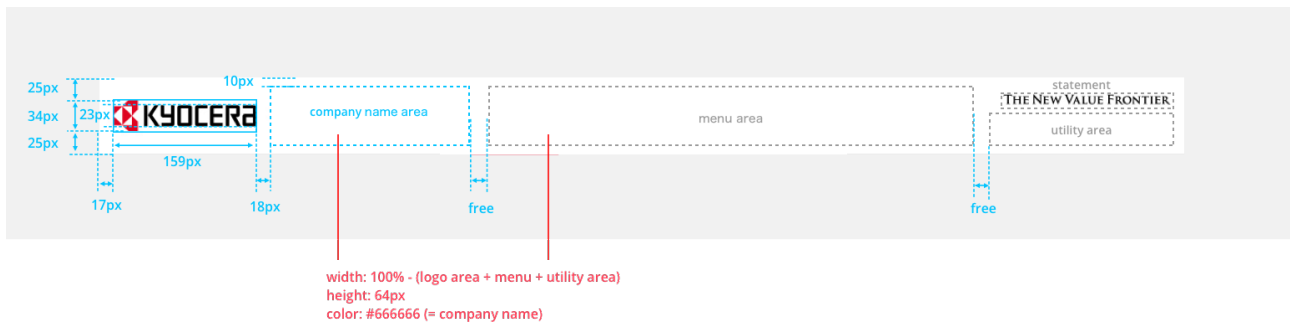 25px
34px
25px
23px
KYOCERA
159px
17px
10px
18px
company name area
free
menu area
free
statement
THE NEW VALUE FRONTIER
utility area
width: 100% - (logo area + menu + utility area)
height: 64px
color: #666666 (= company name)